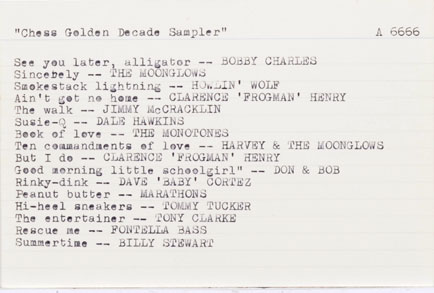 "Chess Golden Decade Sampler" A 6666
See you later, alligator -- BOBBY CHARLES
Sincerely -- THE MOONGLOWS
Smokestack lightning -- HOWLIN' WOLF
Ain't got no home -- CLARENCE 'FROGMAN' HENRY
The walk -- JIMMY McCRACKLIN
Susie-Q -- DALE HAWKINS
Book of love -- THE MONOTONES
Ten commandments of love -- HARVEY & THE MOONGLOWS
But I do -- CLARENCE 'FROGMAN' HENRY
Good morning little schoolgirl" -- DON & BOB
Rinky-dink -- DAVE 'BABY' CORTEZ
Peanut butter -- MARATHONS
Hi-heel sneakers -- TOMMY TUCKER
The entertainer -- TONY CLARKE
Rescue me -- FONTELLA BASS
Summertime -- BILLY STEWART